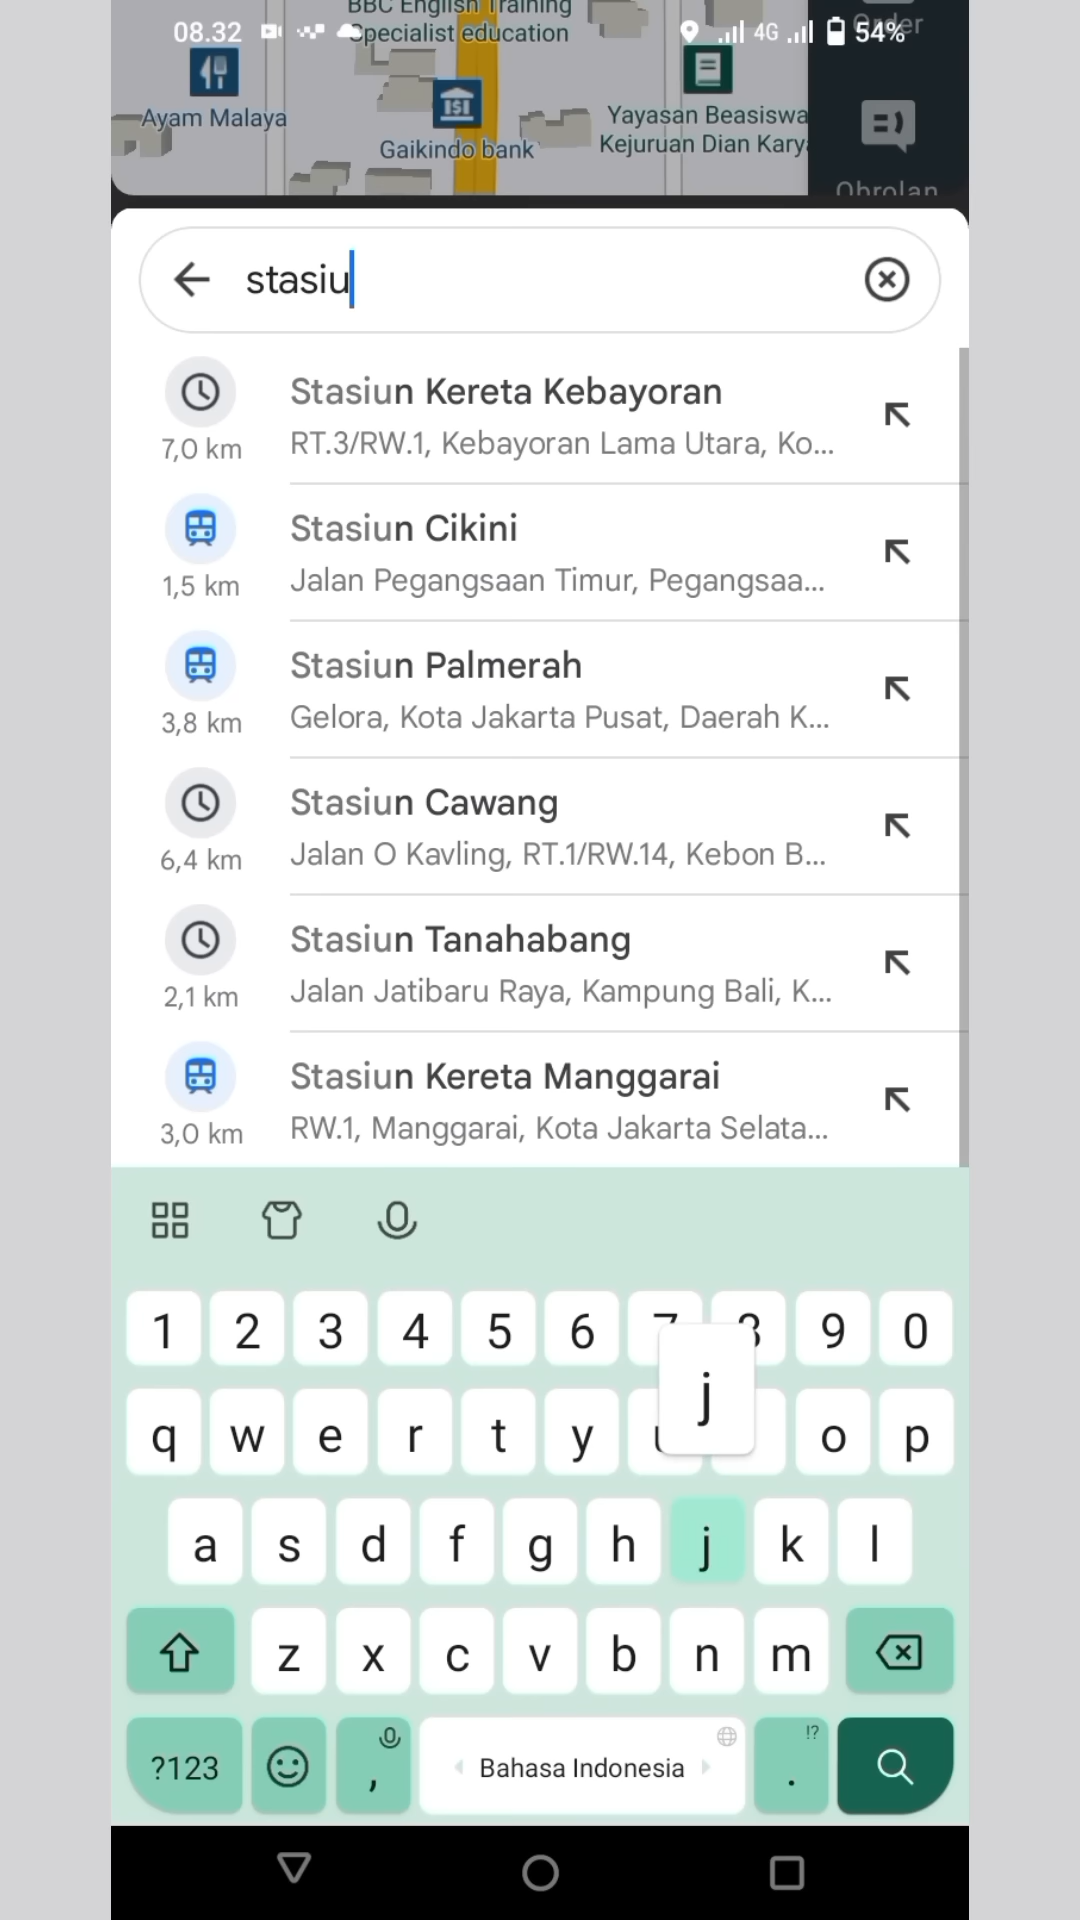 BBC English Training
08.32 Specialist education 4G 54%
Order
Ayam Malaya
Gaikindo bank
Yayasan Beasiswa
Kejuruan Dian Kary
Obrolan
stasiu
Stasiun Kereta Kebayoran
7,0 km RT.3/RW.1, Kebayoran Lama Utara, Ko...
Stasiun Cikini
1,5 km Jalan Pegangsaan Timur, Pegangsaa...
Stasiun Palmerah
3,8 km Gelora, Kota Jakarta Pusat, Daerah K...
Stasiun Cawang
6,4 km Jalan O Kavling, RT.1/RW.14, Kebon B...
Stasiun Tanahabang
2,1 km Jalan Jatibaru Raya, Kampung Bali, K...
Stasiun Kereta Manggarai
3,0 km RW.1, Manggarai, Kota Jakarta Selata...
1 2 3 4 5 6 7 8 9 0
j
q w e r t y u o p
a s d f g h j k l
z x c v b n m
?123 , Bahasa Indonesia !? .